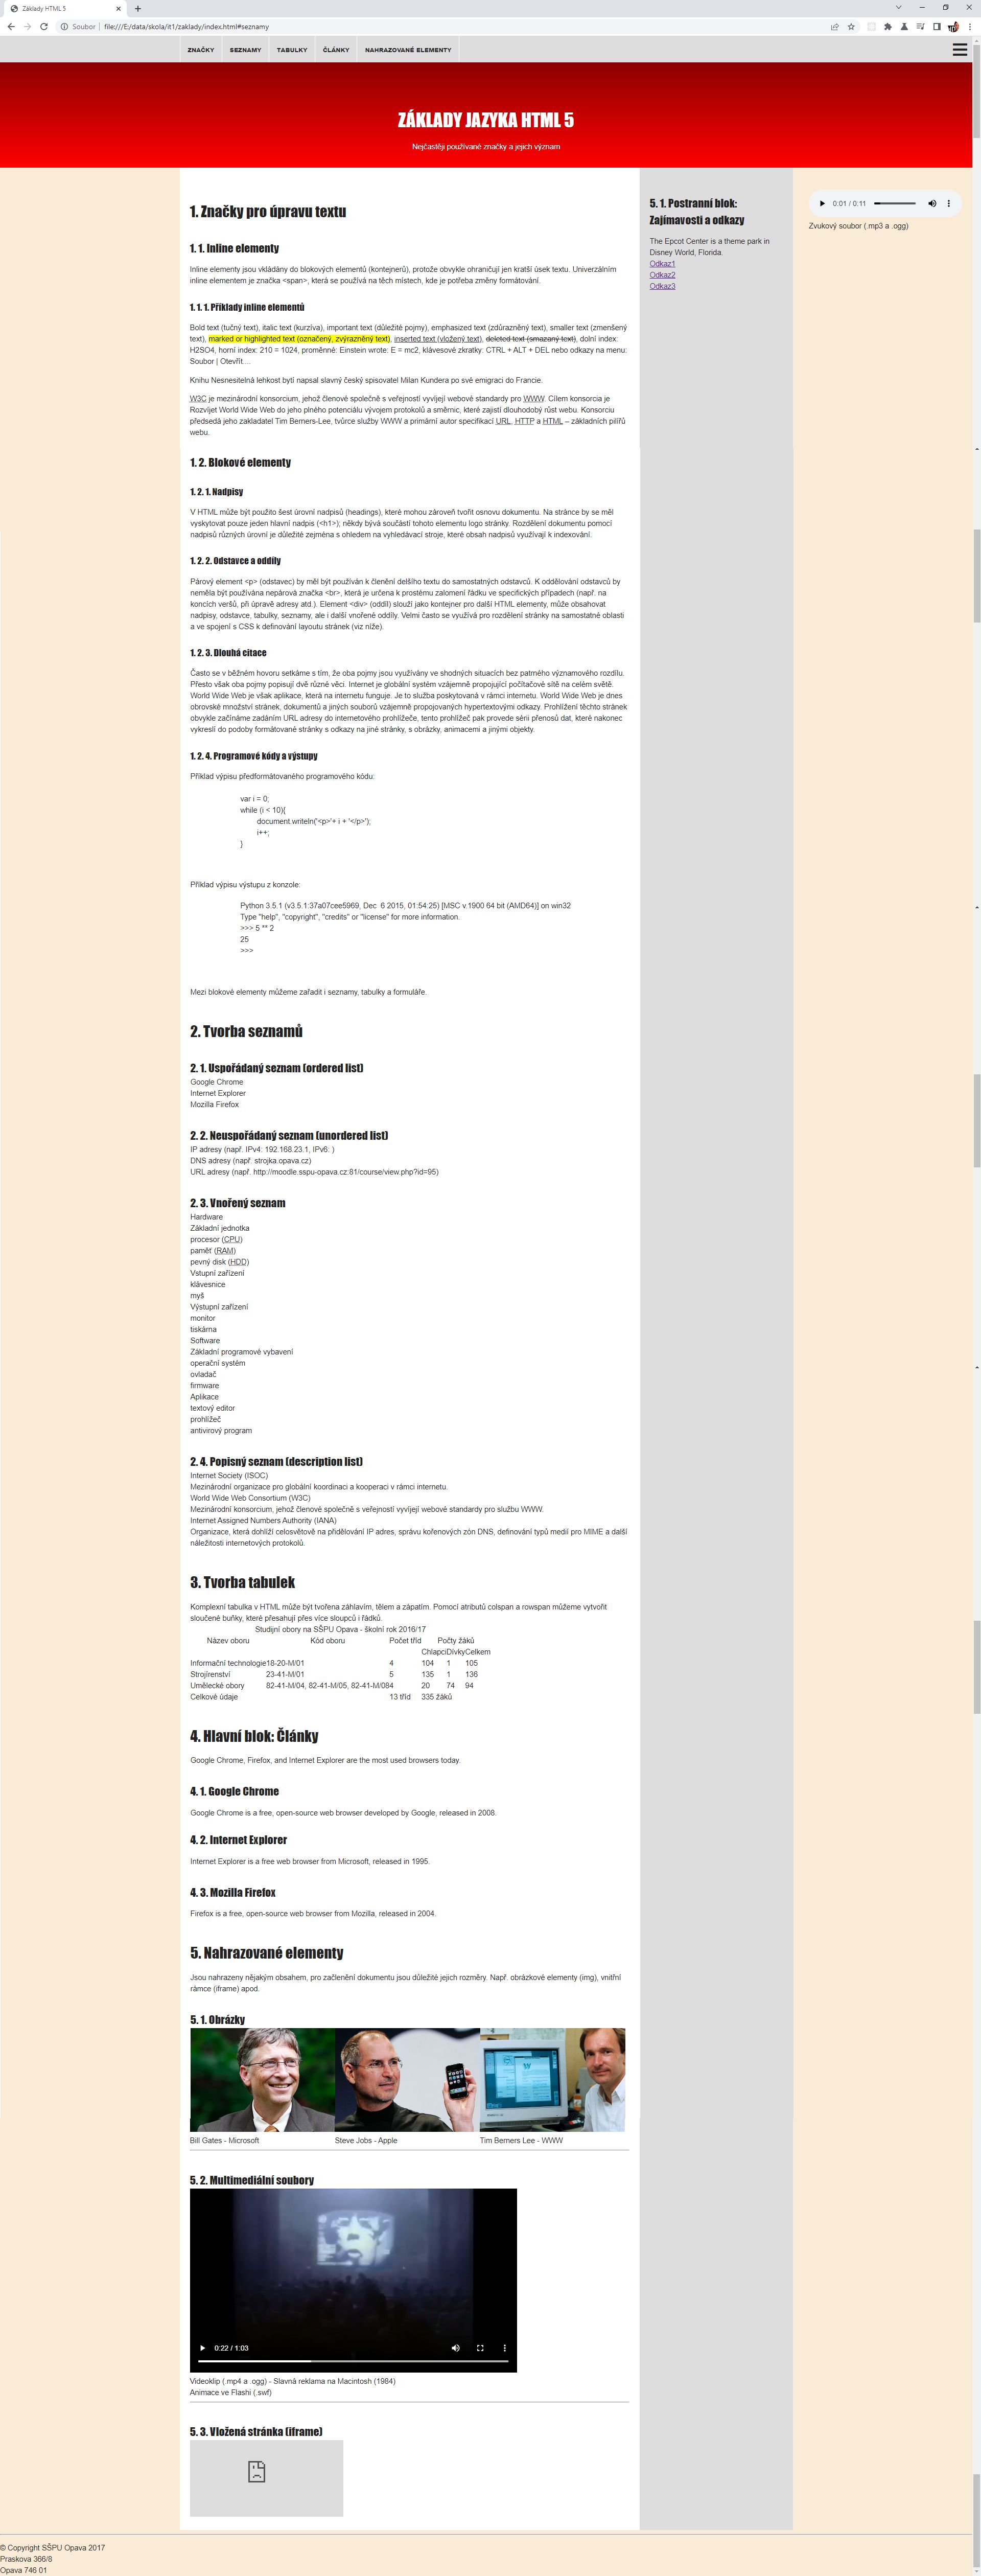 Základy HTML 5
Soubor | file:///E:/data/skola/it1/zaklady/index.html#seznamy
ZNAČKY SEZNAMY TABULKY ČLÁNKY NAHRAZOVANÉ ELEMENTY
ZÁKLADY JAZYKA HTML 5
Nejčastěji používané značky a jejich význam
1. Značky pro úpravu textu
1. 1. Inline elementy
Inline elementy jsou vkládány do blokových elementů (kontejnerů), protože obvykle ohraničují jen kratší úsek textu. Univerzálním
inline elementem je značka <span>, která se používá na těch místech, kde je potřeba změny formátování.
1. 1. 1. Příklady inline elementů
Bold text (tučný text), italic text (kurzíva), important text (důležité pojmy), emphasized text (zdůrazněný text), smaller text (zmenšený
text), marked or highlighted text (označený, zvýrazněný text), inserted text (vložený text), deleted text (smazaný text), dolní index:
H2SO4, horní index: 210 = 1024, proměnné: Einstein wrote: E = mc2, klávesové zkratky: CTRL + ALT + DEL nebo odkazy na menu:
Soubor | Otevřít....
Knihu Nesnesitelná lehkost bytí napsal slavný český spisovatel Milan Kundera po své emigraci do Francie.
W3C je mezinárodní konsorcium, jehož členové společně s veřejností vyvíjejí webové standardy pro WWW. Cílem konsorcia je
Rozvíjet World Wide Web do jeho plného potenciálu vývojem protokolů a směrnic, které zajistí dlouhodobý růst webu. Konsorciu
předsedá jeho zakladatel Tim Berners-Lee, tvůrce služby WWW a primární autor specifikací URL, HTTP a HTML – základních pilířů
webu.
1. 2. Blokové elementy
1. 2. 1. Nadpisy
V HTML může být použito šest úrovní nadpisů (headings), které mohou zároveň tvořit osnovu dokumentu. Na stránce by se měl
vyskytovat pouze jeden hlavní nadpis (<h1>); někdy bývá součástí tohoto elementu logo stránky. Rozdělení dokumentu pomocí
nadpisů různých úrovní je důležité zejména s ohledem na vyhledávací stroje, které obsah nadpisů využívají k indexování.
1. 2. 2. Odstavce a oddíly
Párový element <p> (odstavec) by měl být používán k členění delšího textu do samostatných odstavců. K oddělování odstavců by
neměla být používána nepárová značka <br>, která je určena k prostému zalomení řádku ve specifických případech (např. na
koncích veršů, při úpravě adresy atd.). Element <div> (oddíl) slouží jako kontejner pro další HTML elementy, může obsahovat
nadpisy, odstavce, tabulky, seznamy, ale i další vnořené oddíly. Velmi často se využívá pro rozdělení stránky na samostatné oblasti
a ve spojení s CSS k definování layoutu stránek (viz níže).
1. 2. 3. Dlouhá citace
Často se v běžném hovoru setkáme s tím, že oba pojmy jsou využívány ve shodných situacích bez patrného významového rozdílu.
Přesto však oba pojmy popisují dvě různé věci. Internet je globální systém vzájemně propojující počítačové sítě na celém světě.
World Wide Web je však aplikace, která na internetu funguje. Je to služba poskytovaná v rámci internetu. World Wide Web je dnes
obrovské množství stránek, dokumentů a jiných souborů vzájemně propojovaných hypertextovými odkazy. Prohlížení těchto stránek
obvykle začínáme zadáním URL adresy do internetového prohlížeče, tento prohlížeč pak provede sérii přenosů dat, které nakonec
vykreslí do podoby formátované stránky s odkazy na jiné stránky, s obrázky, animacemi a jinými objekty.
1. 2. 4. Programové kódy a výstupy
Příklad výpisu předformátovaného programového kódu:
var i = 0;
while (i < 10){
document.writeln('<p>'+ i + '</p>');
i++;
}
Příklad výpisu výstupu z konzole:
Python 3.5.1 (v3.5.1:37a07cee5969, Dec  6 2015, 01:54:25) [MSC v.1900 64 bit (AMD64)] on win32
Type "help", "copyright", "credits" or "license" for more information.
>>> 5 ** 2
25
>>>
Mezi blokové elementy můžeme zařadit i seznamy, tabulky a formuláře.
2. Tvorba seznamů
2. 1. Uspořádaný seznam (ordered list)
Google Chrome
Internet Explorer
Mozilla Firefox
2. 2. Neuspořádaný seznam (unordered list)
IP adresy (např. IPv4: 192.168.23.1, IPv6: )
DNS adresy (např. strojka.opava.cz)
URL adresy (např. http://moodle.sspu-opava.cz:81/course/view.php?id=95)
2. 3. Vnořený seznam
Hardware
Základní jednotka
procesor (CPU)
paměť (RAM)
pevný disk (HDD)
Vstupní zařízení
klávesnice
myš
Výstupní zařízení
monitor
tiskárna
Software
Základní programové vybavení
operační systém
ovladač
firmware
Aplikace
textový editor
prohlížeč
antivirový program
2. 4. Popisný seznam (description list)
Internet Society (ISOC)
Mezinárodní organizace pro globální koordinaci a kooperaci v rámci internetu.
World Wide Web Consortium (W3C)
Mezinárodní konsorcium, jehož členové společně s veřejností vyvíjejí webové standardy pro službu WWW.
Internet Assigned Numbers Authority (IANA)
Organizace, která dohlíží celosvětově na přidělování IP adres, správu kořenových zón DNS, definování typů medií pro MIME a další
náležitosti internetových protokolů.
3. Tvorba tabulek
Komplexní tabulka v HTML může být tvořena záhlavím, tělem a zápatím. Pomocí atributů colspan a rowspan můžeme vytvořit
sloučené buňky, které přesahují přes více sloupců i řádků.
Studijní obory na SŠPU Opava - školní rok 2016/17
Název oboru Kód oboru Počet tříd Počty žáků
ChlapciDívkyCelkem
Informační technologie18-20-M/01 4 104 1 105
Strojírenství 23-41-M/01 5 135 1 136
Umělecké obory 82-41-M/04, 82-41-M/05, 82-41-M/084 20 74 94
Celkové údaje 13 tříd 335 žáků
4. Hlavní blok: Články
Google Chrome, Firefox, and Internet Explorer are the most used browsers today.
4. 1. Google Chrome
Google Chrome is a free, open-source web browser developed by Google, released in 2008.
4. 2. Internet Explorer
Internet Explorer is a free web browser from Microsoft, released in 1995.
4. 3. Mozilla Firefox
Firefox is a free, open-source web browser from Mozilla, released in 2004.
5. Nahrazované elementy
Jsou nahrazeny nějakým obsahem, pro začlenění dokumentu jsou důležité jejich rozměry. Např. obrázkové elementy (img), vnitřní
rámce (iframe) apod.
5. 1. Obrázky
Bill Gates - Microsoft Steve Jobs - Apple Tim Berners Lee - WWW
5. 2. Multimediální soubory
0:22 / 1:03
Videoklip (.mp4 a .ogg) - Slavná reklama na Macintosh (1984)
Animace ve Flashi (.swf)
5. 3. Vložená stránka (iframe)
5. 1. Postranní blok:
Zajímavosti a odkazy
The Epcot Center is a theme park in
Disney World, Florida.
Odkaz1
Odkaz2
Odkaz3
0:01 / 0:11
Zvukový soubor (.mp3 a .ogg)
© Copyright SŠPU Opava 2017
Praskova 366/8
Opava 746 01